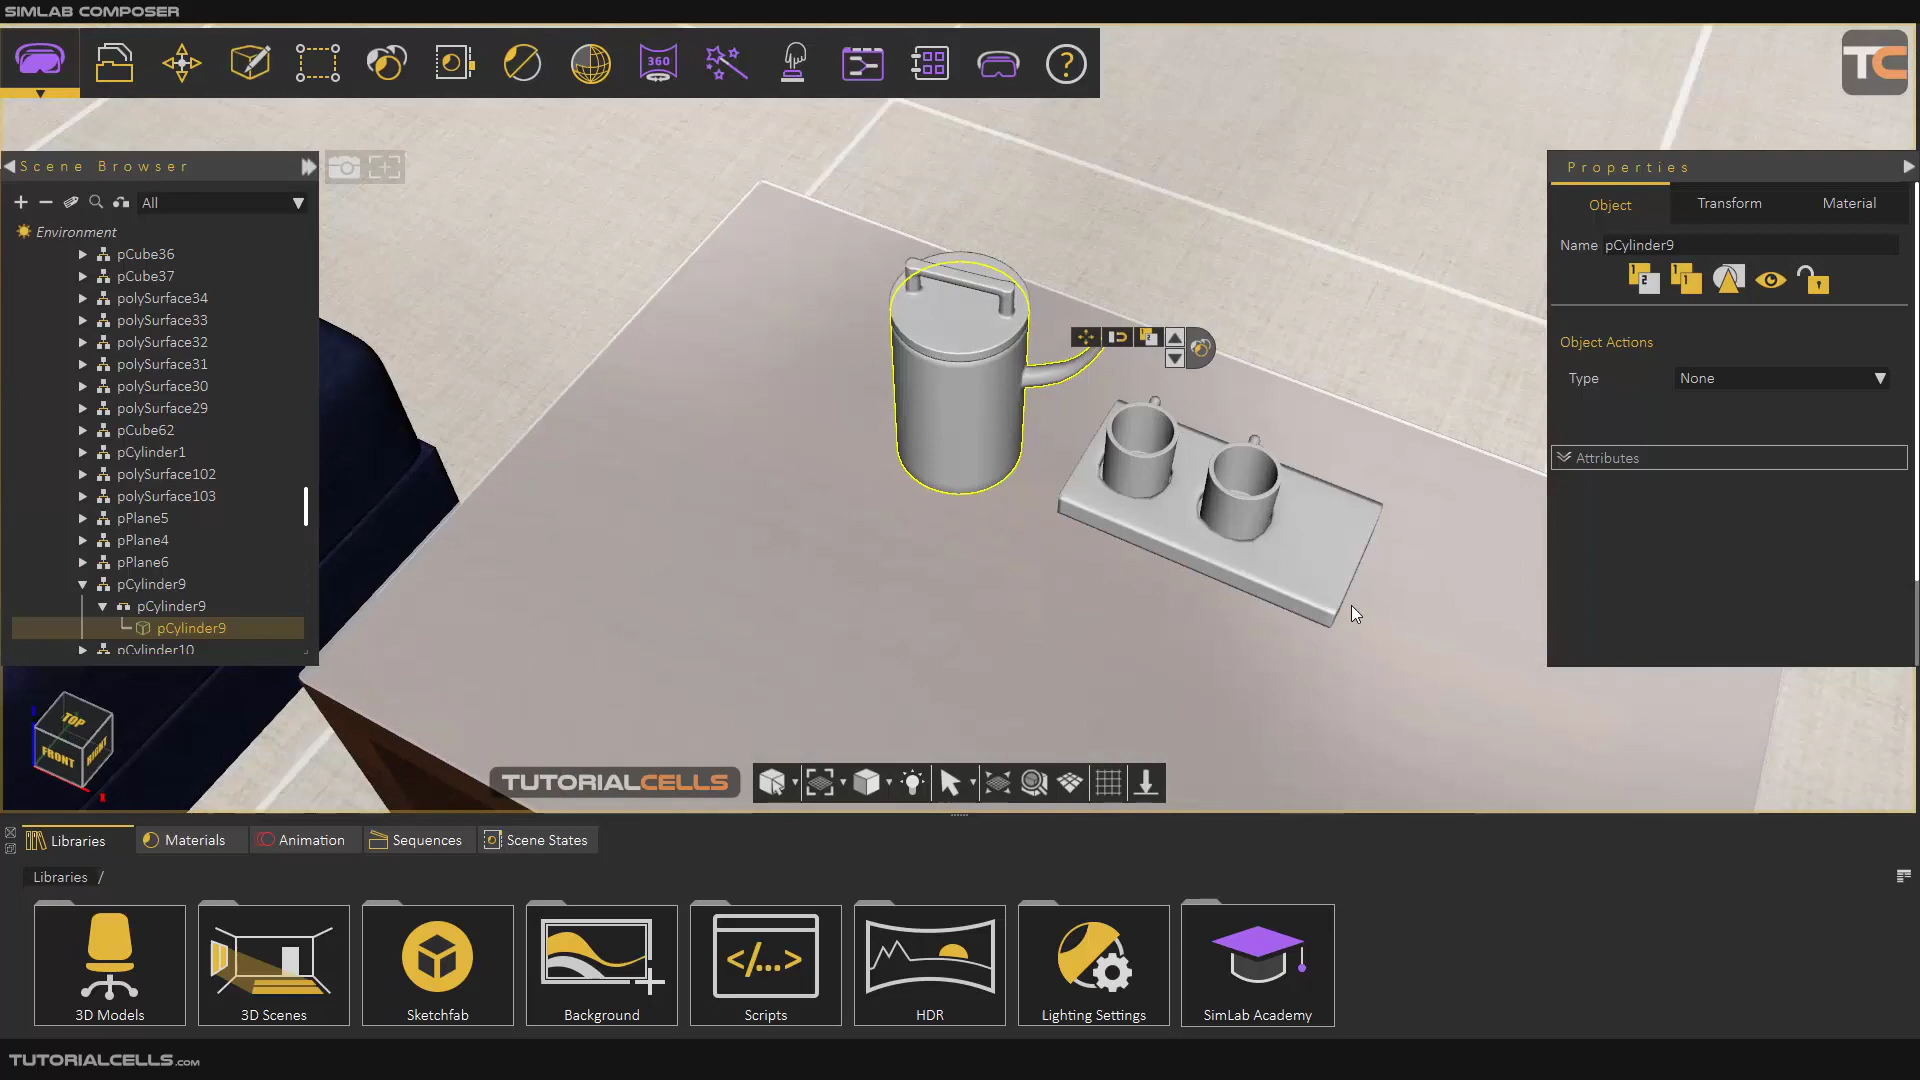 SIMLAB COMPOSER
360
?
TC
Scene Browser
All
Environment
pCube36
pCube37
polySurface34
polySurface33
polySurface32
polySurface31
polySurface30
polySurface29
pCube62
pCylinder1
polySurface102
polySurface103
pPlane5
pPlane4
pPlane6
pCylinder9
pCylinder9
pCylinder9
pCylinder10
Properties
Object
Transform
Material
Name
pCylinder9
Object Actions
Type
None
Attributes
TOP
FRONT
RIGHT
TUTORIALCELLS
Libraries
Materials
Animation
Sequences
Scene States
Libraries /
</...>
3D Models
3D Scenes
Sketchfab
Background
Scripts
HDR
Lighting Settings
SimLab Academy
TUTORIALCELLS.COM